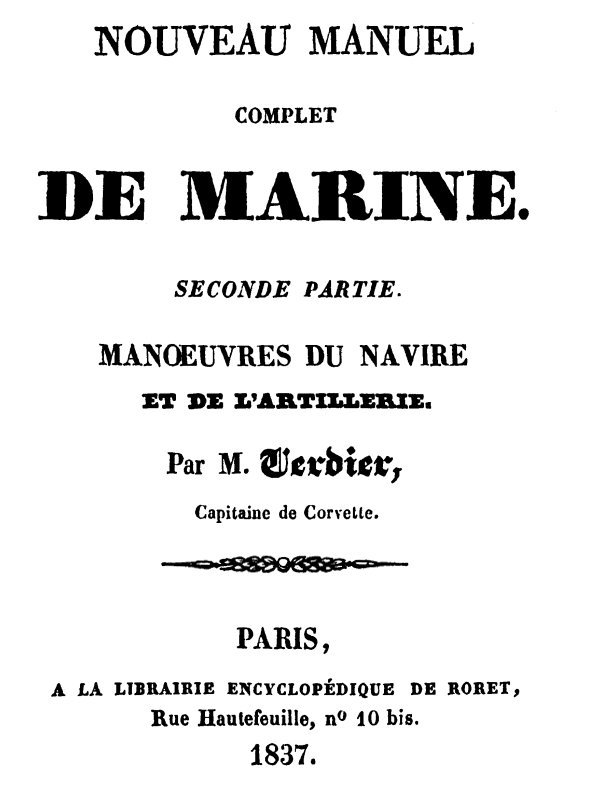 NOUVEAU MANUEL
COMPLET
DE MARINE.
SECONDE PARTIE.
MANŒUVRES DU NAVIRE
ET DE L'ARTILLERIE.
Par M. Verdier,
Capitaine de Corvette.
PARIS,
A LA LIBRAIRIE ENCYCLOPÉDIQUE DE RORET,
Rue Hautefeuille, nº 10 bis.
1837.